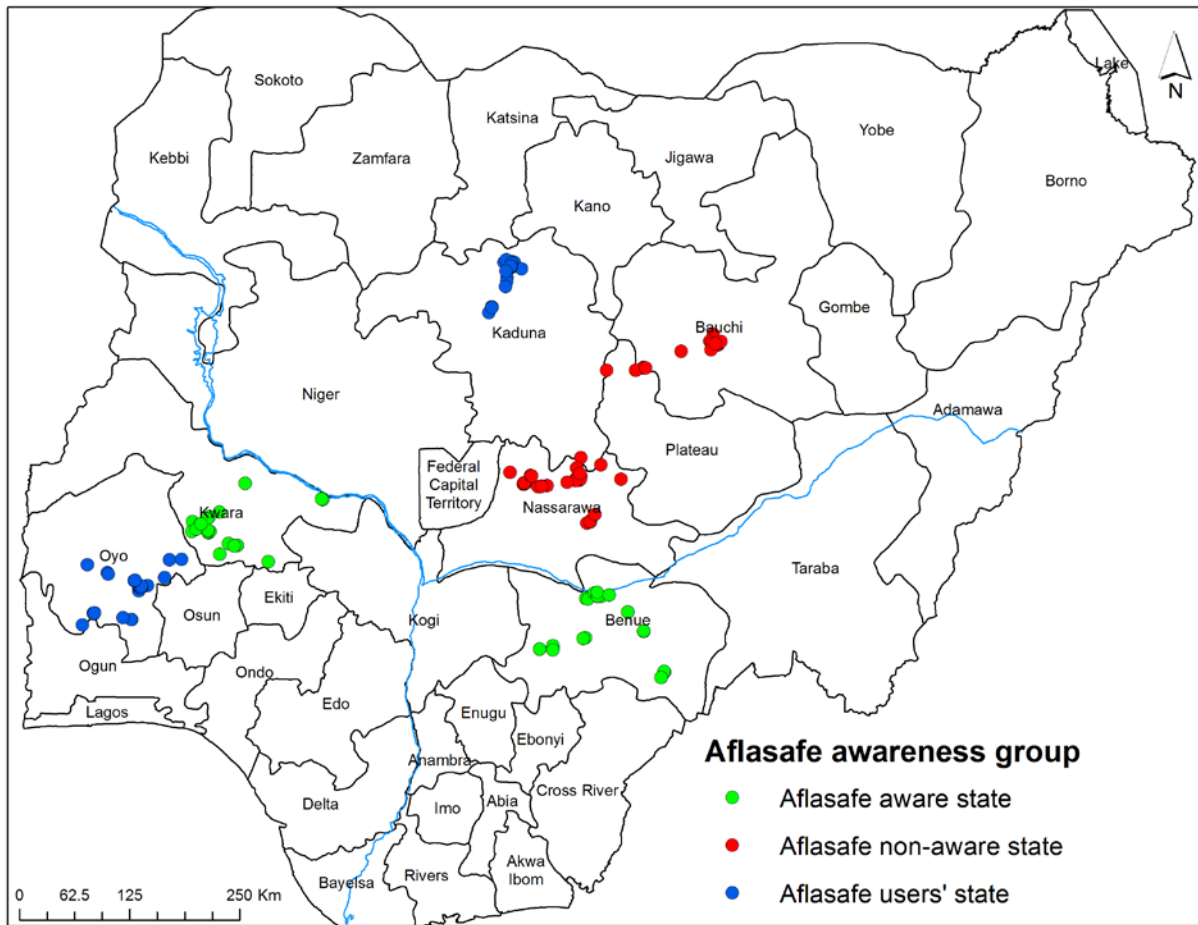 Lake
N
Sokoto
Katsina
Yobe
Kebbi
Zamfara
Jigawa
Borno
Kano
Gombe
Bauchi
Kaduna
Niger
Adamawa
Plateau
Federal
Capital
Territory
Nassarawa
Kwara
Oyo
Taraba
Ekiti
Osun
Kogi
Benue
Ogun
Ondo
Edo
Lagos
Enugu
Ebonyi
Anambra
Cross River
Delta
Imo
Abia
Akwa
Ibom
Rivers
Bayelsa
Aflasafe awareness group
Aflasafe aware state
Aflasafe non-aware state
Aflasafe users' state
0 62.5 125 250 Km